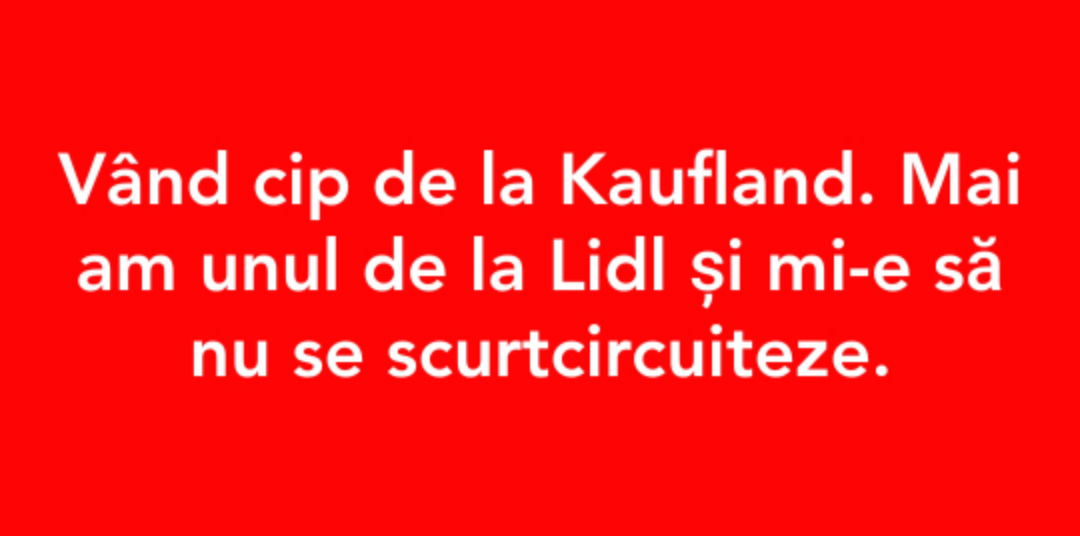 Vând cip de la Kaufland. Mai
am unul de la Lidl și mi-e să
nu se scurtcircuiteze.